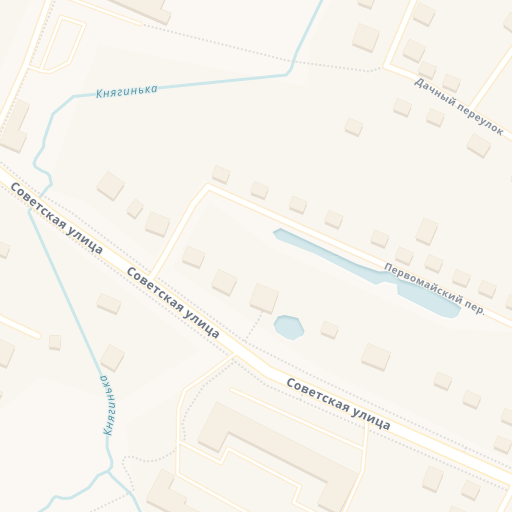 Княгинька
Дачный переулок
Советская улица
Первомайский пер.
Советская улица
Княгинька
Советская улица